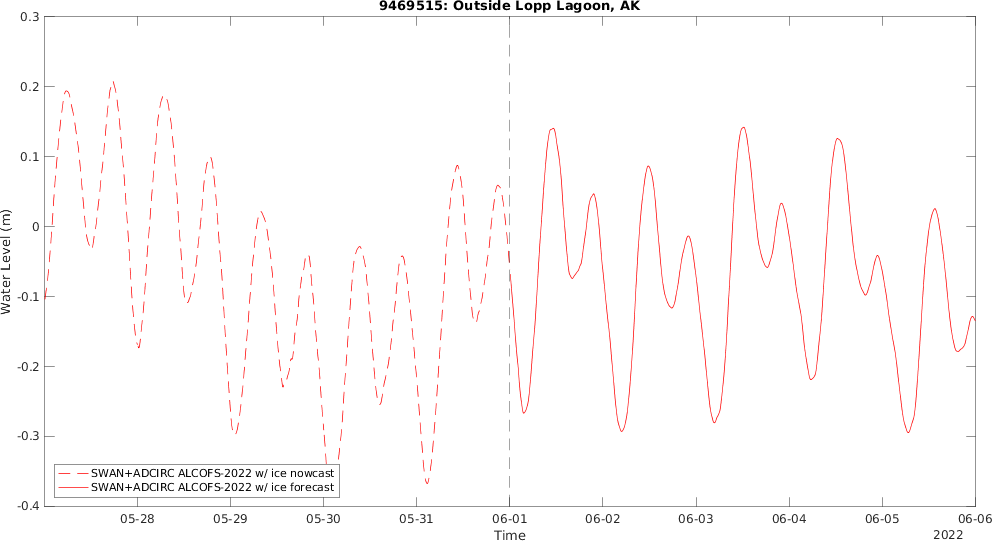 9469515: Outside Lopp Lagoon, AK
0.3
0.2
0.1
0
-0.1
-0.2
-0.3
-0.4
Water Level (m)
SWAN+ADCIRC ALCOFS-2022 w/ ice nowcast
SWAN+ADCIRC ALCOFS-2022 w/ ice forecast
05-28 05-29 05-30 05-31 06-01 06-02 06-03 06-04 06-05 06-06
Time
2022